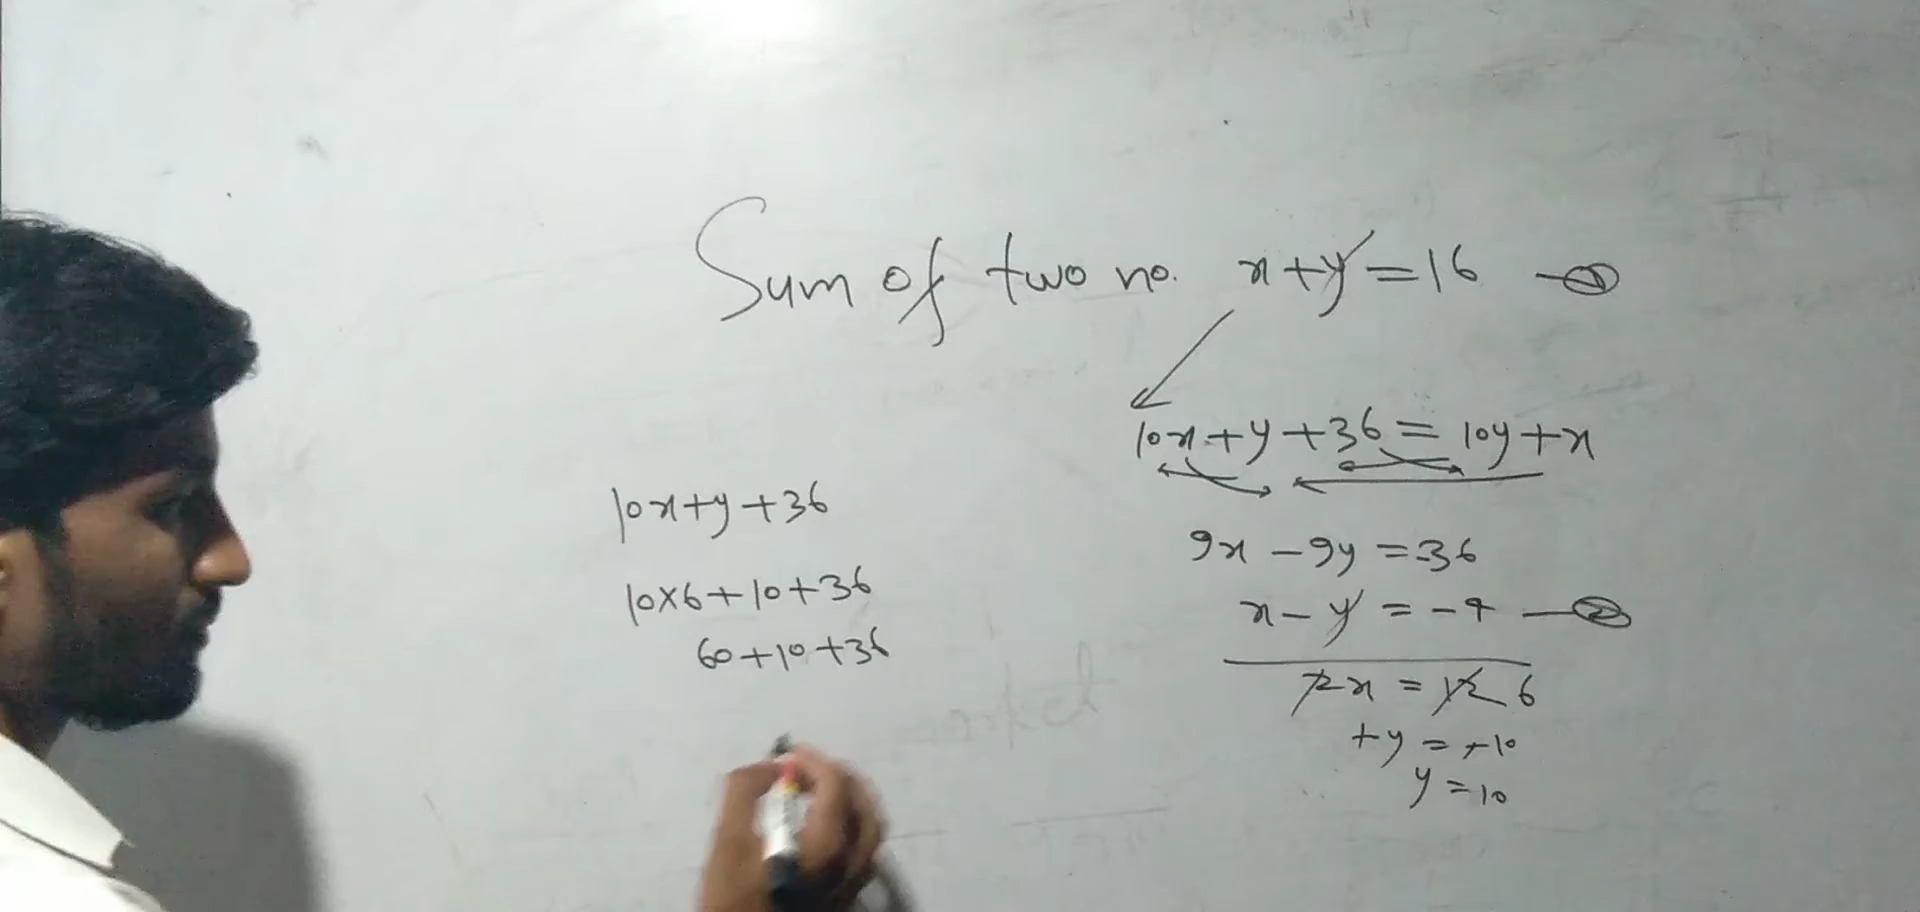 Sum of two no. x+y=16 —①
10x+y+36=10y+x
9x-9y=-36
x-y=-4 —②
2x=12 6
+y=+10
y=10
10x+y+36
10×6+10+36
60+10+36